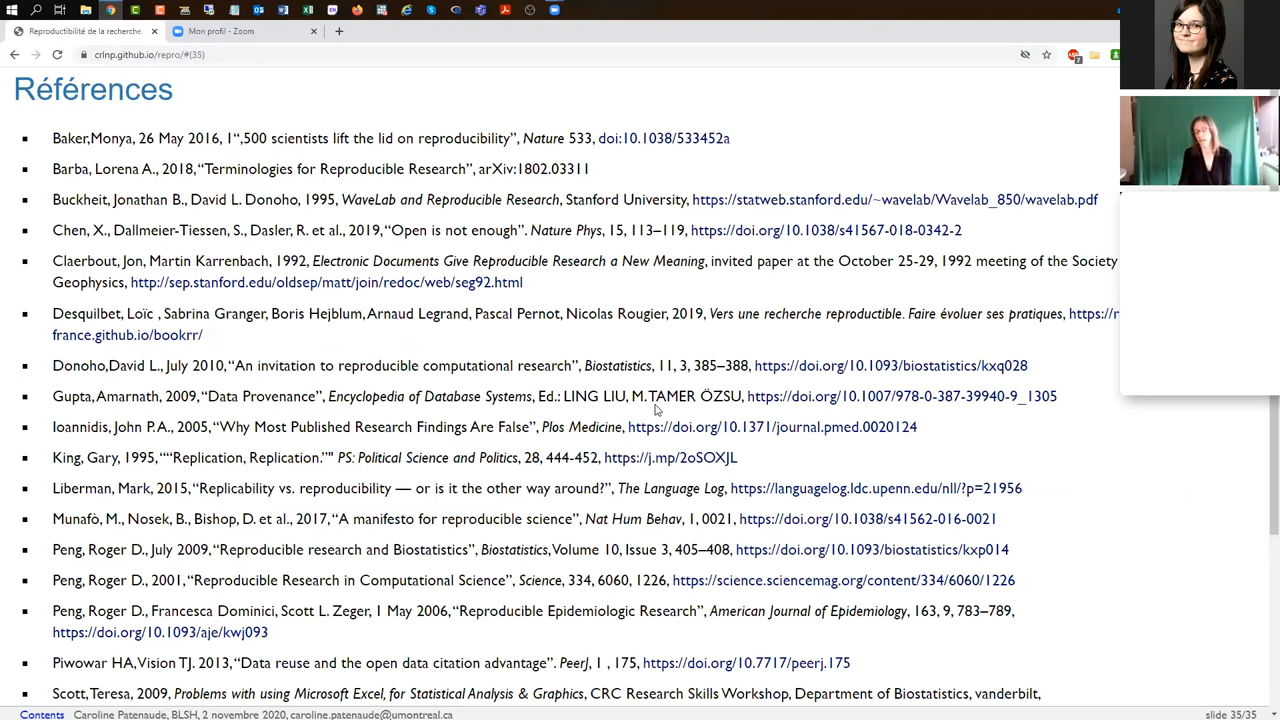 Reproductibilité de la recherche
Mon profil - Zoom
crlnp.github.io/repro/#(35)
7
Références
Baker,Monya, 26 May 2016, 1“,500 scientists lift the lid on reproducibility”, Nature 533, doi:10.1038/533452a
Barba, Lorena A., 2018,“Terminologies for Reproducible Research”, arXiv:1802.03311
Buckheit, Jonathan B., David L. Donoho, 1995, WaveLab and Reproducible Research, Stanford University, https://statweb.stanford.edu/~wavelab/Wavelab_850/wavelab.pdf
Chen, X., Dallmeier-Tiessen, S., Dasler, R. et al., 2019,“Open is not enough”. Nature Phys, 15, 113–119, https://doi.org/10.1038/s41567-018-0342-2
Claerbout, Jon, Martin Karrenbach, 1992, Electronic Documents Give Reproducible Research a New Meaning, invited paper at the October 25-29, 1992 meeting of the Society
Geophysics, http://sep.stanford.edu/oldsep/matt/join/redoc/web/seg92.html
Desquilbet, Loïc , Sabrina Granger, Boris Hejblum, Arnaud Legrand, Pascal Pernot, Nicolas Rougier, 2019, Vers une recherche reproductible. Faire évoluer ses pratiques, https://r
france.github.io/bookrr/
Donoho,David L., July 2010,“An invitation to reproducible computational research”, Biostatistics, 11, 3, 385–388, https://doi.org/10.1093/biostatistics/kxq028
Gupta, Amarnath, 2009,“Data Provenance”, Encyclopedia of Database Systems, Ed.: LING LIU, M.TAMER ÖZSU, https://doi.org/10.1007/978-0-387-39940-9_1305
Ioannidis, John P.A., 2005,“Why Most Published Research Findings Are False”, Plos Medicine, https://doi.org/10.1371/journal.pmed.0020124
King, Gary, 1995,““Replication, Replication.”" PS: Political Science and Politics, 28, 444-452, https://j.mp/2oSOXJL
Liberman, Mark, 2015,“Replicability vs. reproducibility — or is it the other way around?”, The Language Log, https://languagelog.ldc.upenn.edu/nll/?p=21956
Munafò, M., Nosek, B., Bishop, D. et al., 2017,“A manifesto for reproducible science”, Nat Hum Behav, 1, 0021, https://doi.org/10.1038/s41562-016-0021
Peng, Roger D., July 2009,“Reproducible research and Biostatistics”, Biostatistics,Volume 10, Issue 3, 405–408, https://doi.org/10.1093/biostatistics/kxp014
Peng, Roger D., 2001,“Reproducible Research in Computational Science”, Science, 334, 6060, 1226, https://science.sciencemag.org/content/334/6060/1226
Peng, Roger D., Francesca Dominici, Scott L. Zeger, 1 May 2006,“Reproducible Epidemiologic Research”, American Journal of Epidemiology, 163, 9, 783–789,
https://doi.org/10.1093/aje/kwj093
Piwowar HA,Vision TJ. 2013,“Data reuse and the open data citation advantage”. PeerJ, 1 , 175, https://doi.org/10.7717/peerj.175
Scott,Teresa, 2009, Problems with using Microsoft Excel, for Statistical Analysis & Graphics, CRC Research Skills Workshop, Department of Biostatistics, vanderbilt,
Contents Caroline Patenaude, BLSH, 2 novembre 2020, caroline.patenaude@umontreal.ca slide 35/35